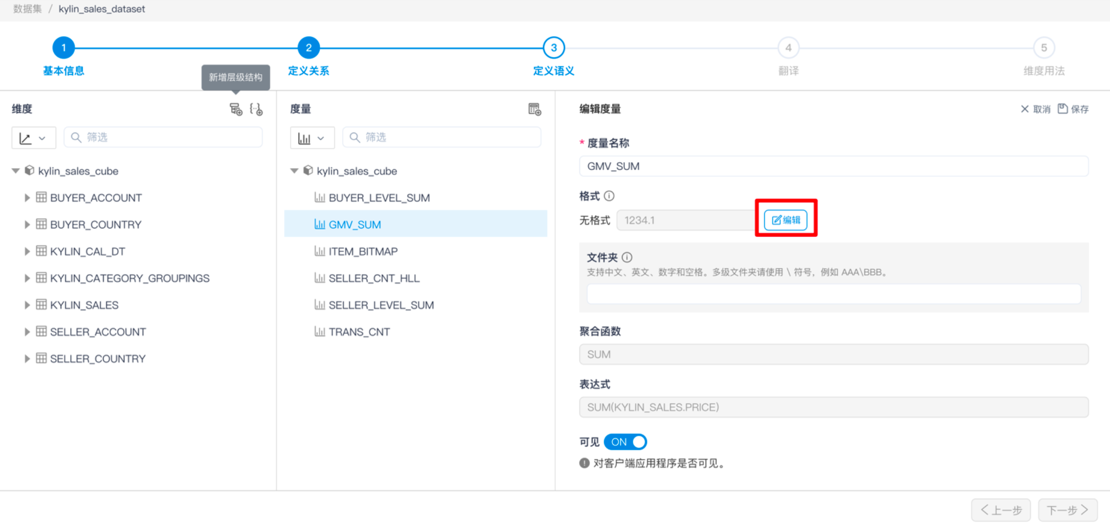 数据集 / kylin_sales_dataset
1 2 3 4 5
基本信息 定义关系 定义语义 翻译 维度用法
新增层级结构
维度
筛选
kylin_sales_cube
BUYER_ACCOUNT
BUYER_COUNTRY
KYLIN_CAL_DT
KYLIN_CATEGORY_GROUPINGS
KYLIN_SALES
SELLER_ACCOUNT
SELLER_COUNTRY
度量
筛选
kylin_sales_cube
BUYER_LEVEL_SUM
GMV_SUM
ITEM_BITMAP
SELLER_CNT_HLL
SELLER_LEVEL_SUM
TRANS_CNT
编辑度量 取消 保存
* 度量名称
GMV_SUM
格式
无格式 1234.1 编辑
文件夹
支持中文、英文、数字和空格。多级文件夹请使用 \ 符号，例如 AAA\BBB。
聚合函数
SUM
表达式
SUM(KYLIN_SALES.PRICE)
可见 ON
对客户端应用程序是否可见。
上一步 下一步